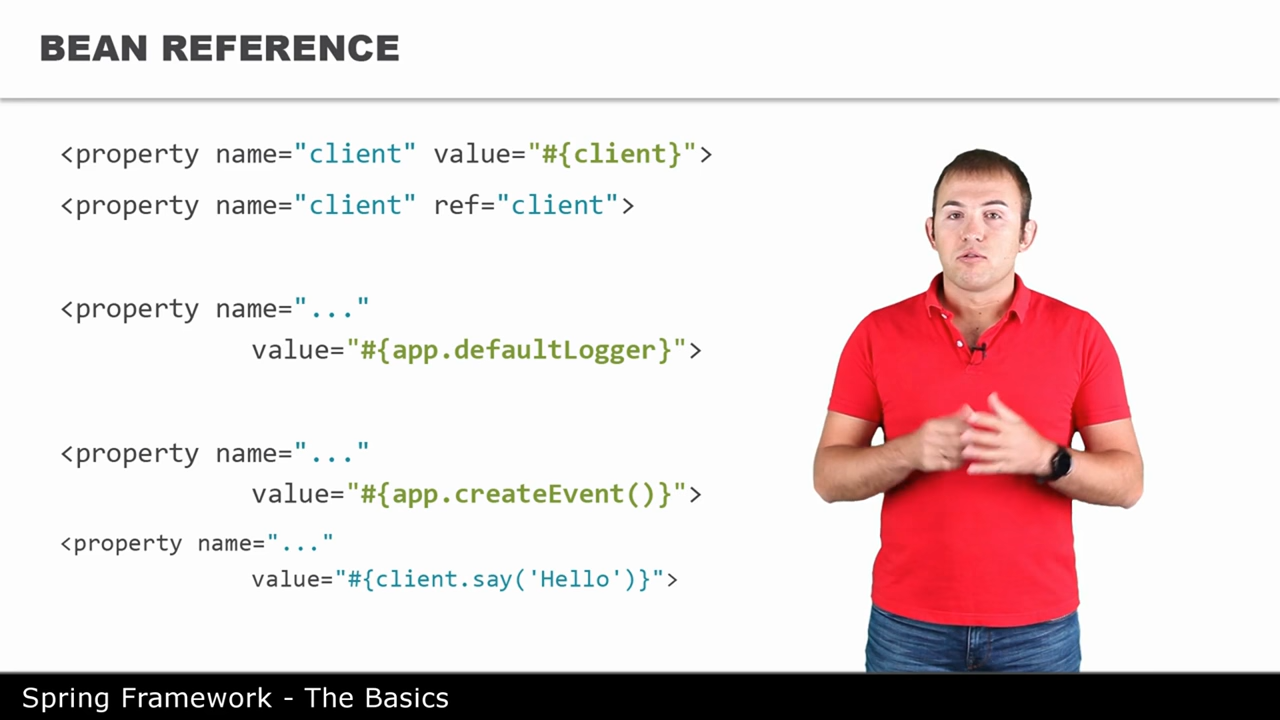 BEAN REFERENCE
<property name="client" value="#{client}">
<property name="client" ref="client">
<property name="..."
value="#{app.defaultLogger}">
<property name="..."
value="#{app.createEvent()}">
<property name="..."
value="#{client.say('Hello')}">
Spring Framework - The Basics